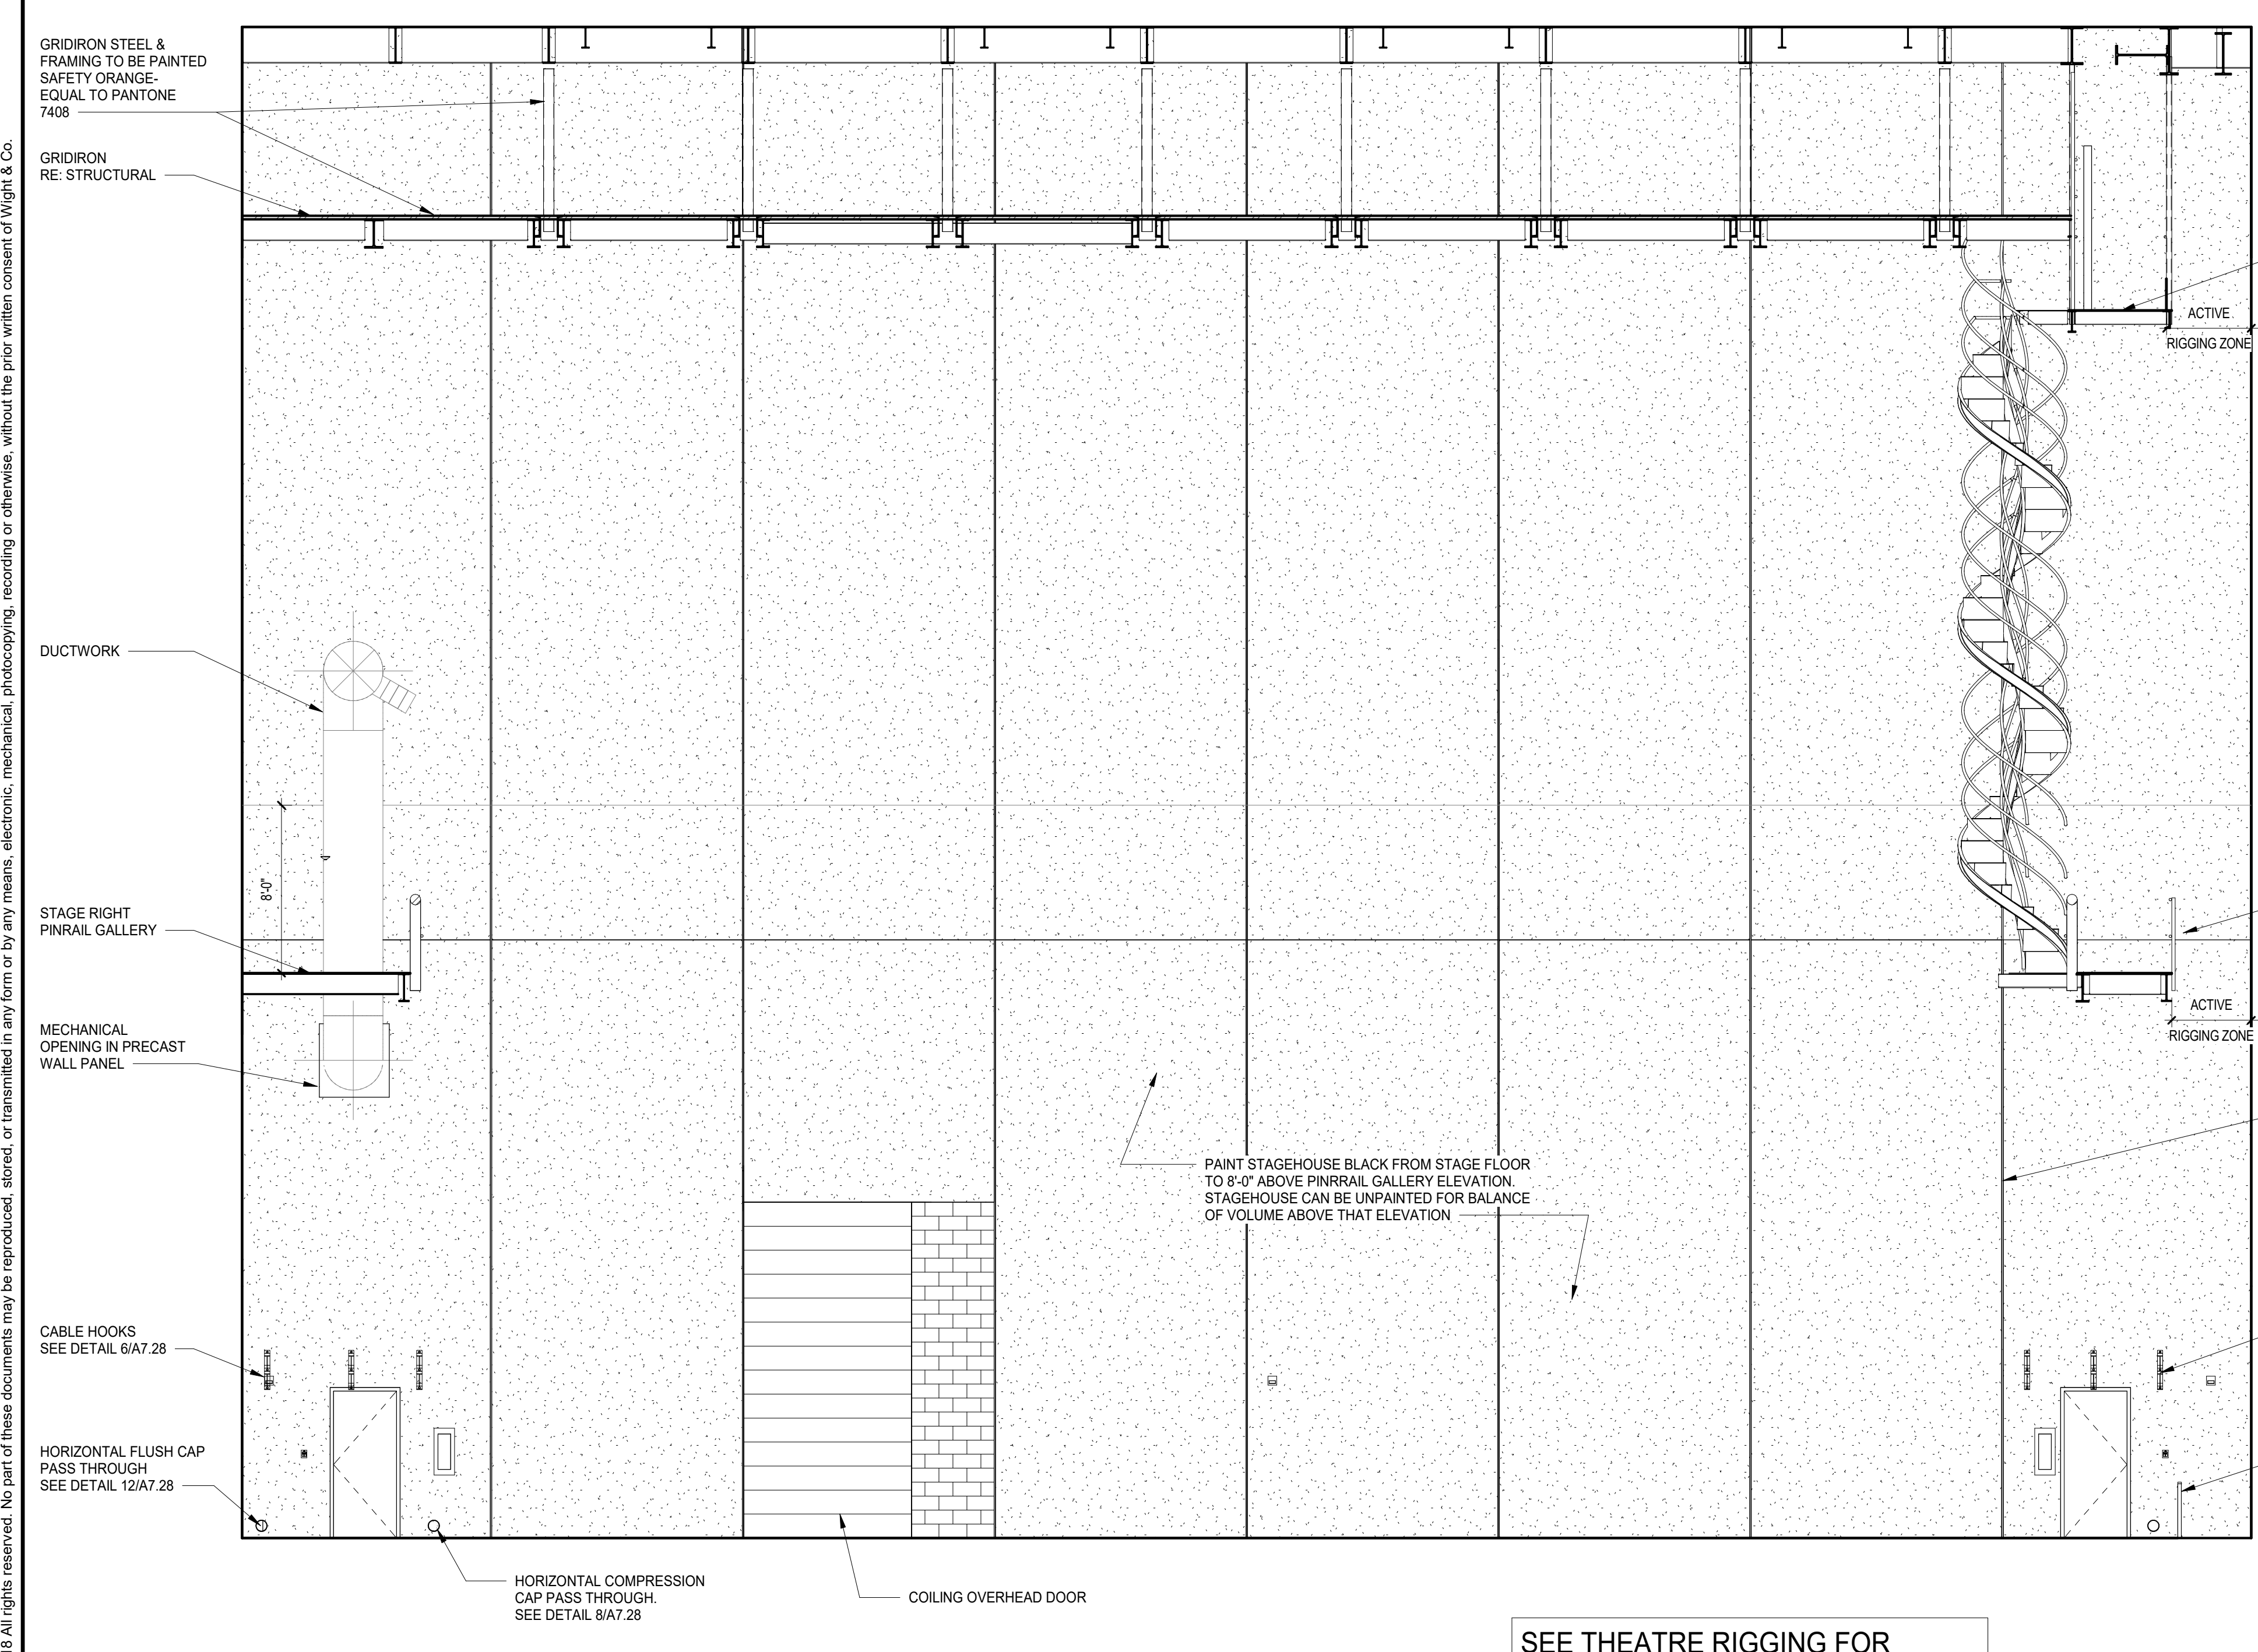 GRIDIRON STEEL &
FRAMING TO BE PAINTED
SAFETY ORANGE-
EQUAL TO PANTONE
7408
GRIDIRON
RE: STRUCTURAL
ACTIVE
RIGGING ZONE
DUCTWORK
8'-0"
STAGE RIGHT
PINRAIL GALLERY
ACTIVE
RIGGING ZONE
MECHANICAL
OPENING IN PRECAST
WALL PANEL
PAINT STAGEHOUSE BLACK FROM STAGE FLOOR
TO 8'-0" ABOVE PINRRAIL GALLERY ELEVATION.
STAGEHOUSE CAN BE UNPAINTED FOR BALANCE
OF VOLUME ABOVE THAT ELEVATION
CABLE HOOKS
SEE DETAIL 6/A7.28
HORIZONTAL FLUSH CAP
PASS THROUGH
SEE DETAIL 12/A7.28
HORIZONTAL COMPRESSION
CAP PASS THROUGH.
SEE DETAIL 8/A7.28
COILING OVERHEAD DOOR
SEE THEATRE RIGGING FOR
18 All rights reserved. No part of these documents may be reproduced, stored, or transmitted in any form or by any means, electronic, mechanical, photocopying, recording or otherwise, without the prior written consent of Wight & Co.